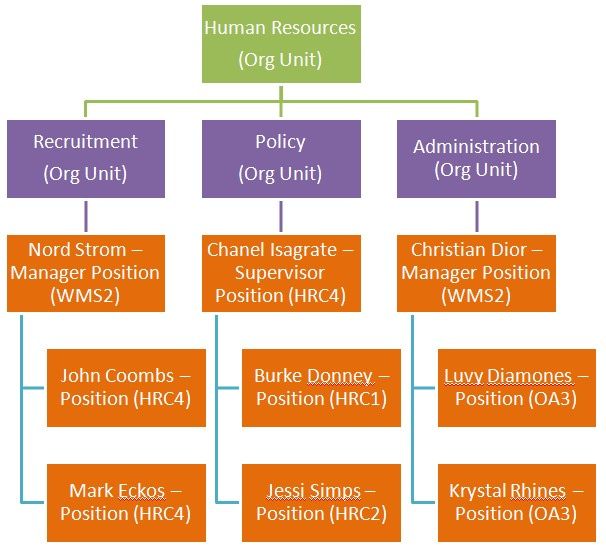 Human Resources
(Org Unit)
Recruitment
(Org Unit)
Policy
(Org Unit)
Administration
(Org Unit)
Nord Strom –
Manager Position
(WMS2)
Chanel Isagrate –
Supervisor
Position (HRC4)
Christian Dior –
Manager Position
(WMS2)
John Coombs –
Position (HRC4)
Burke Donney –
Position (HRC1)
Luvy Diamones –
Position (OA3)
Mark Eckos –
Position (HRC4)
Jessi Simps –
Position (HRC2)
Krystal Rhines –
Position (OA3)